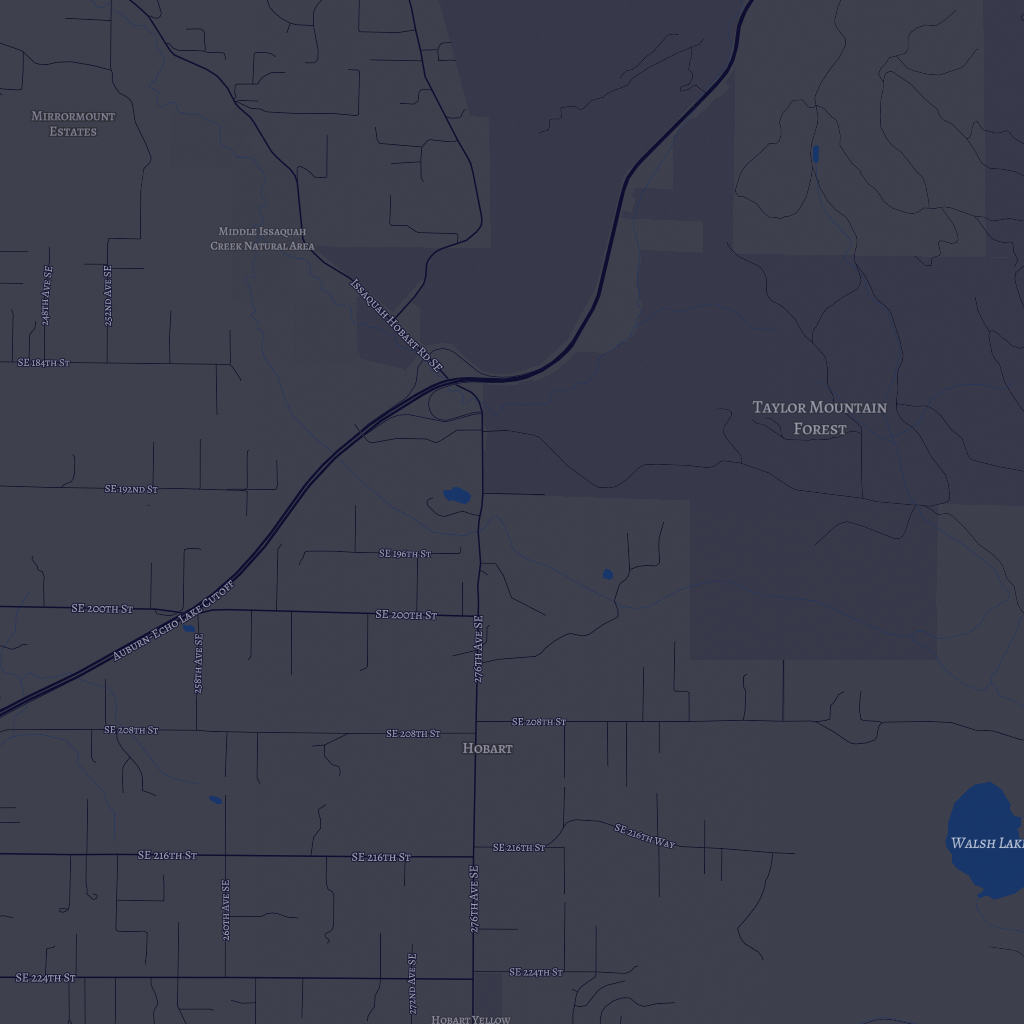 Mirrormount
Estates
Middle Issaquah
Creek Natural Area
248th Ave SE
252nd Ave SE
Issaquah Hobart Rd SE
SE 184th St
Taylor Mountain
Forest
SE 192nd St
SE 196th St
SE 200th St
SE 200th St
Auburn-Echo Lake Cutoff
258th Ave SE
276th Ave SE
SE 208th St
SE 208th St
SE 208th St
Hobart
SE 216th Way
Walsh Lake
SE 216th St
SE 216th St
SE 216th St
260th Ave SE
276th Ave SE
SE 224th St
SE 224th St
272nd Ave SE
Hobart Yellow